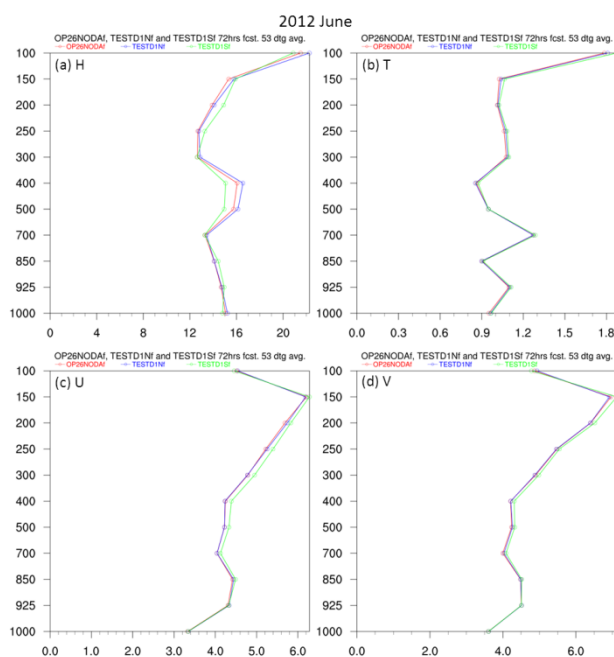 2012 June
OP26NODAf, TESTD1Nf and TESTD1Sf 72hrs fcst. 53 dtg avg.
OP26NODAf TESTD1Nf TESTD1Sf
(a) H
100
150
200
250
300
400
500
700
850
925
1000
0 4 8 12 16 20
OP26NODAf, TESTD1Nf and TESTD1Sf 72hrs fcst. 53 dtg avg.
OP26NODAf TESTD1Nf TESTD1Sf
(b) T
100
150
200
250
300
400
500
700
850
925
1000
0.0 0.3 0.6 0.9 1.2 1.5 1.8
OP26NODAf, TESTD1Nf and TESTD1Sf 72hrs fcst. 53 dtg avg.
OP26NODAf TESTD1Nf TESTD1Sf
(c) U
100
150
200
250
300
400
500
700
850
925
1000
0.0 1.0 2.0 3.0 4.0 5.0 6.0
OP26NODAf, TESTD1Nf and TESTD1Sf 72hrs fcst. 53 dtg avg.
OP26NODAf TESTD1Nf TESTD1Sf
(d) V
100
150
200
250
300
400
500
700
850
925
1000
0.0 2.0 4.0 6.0